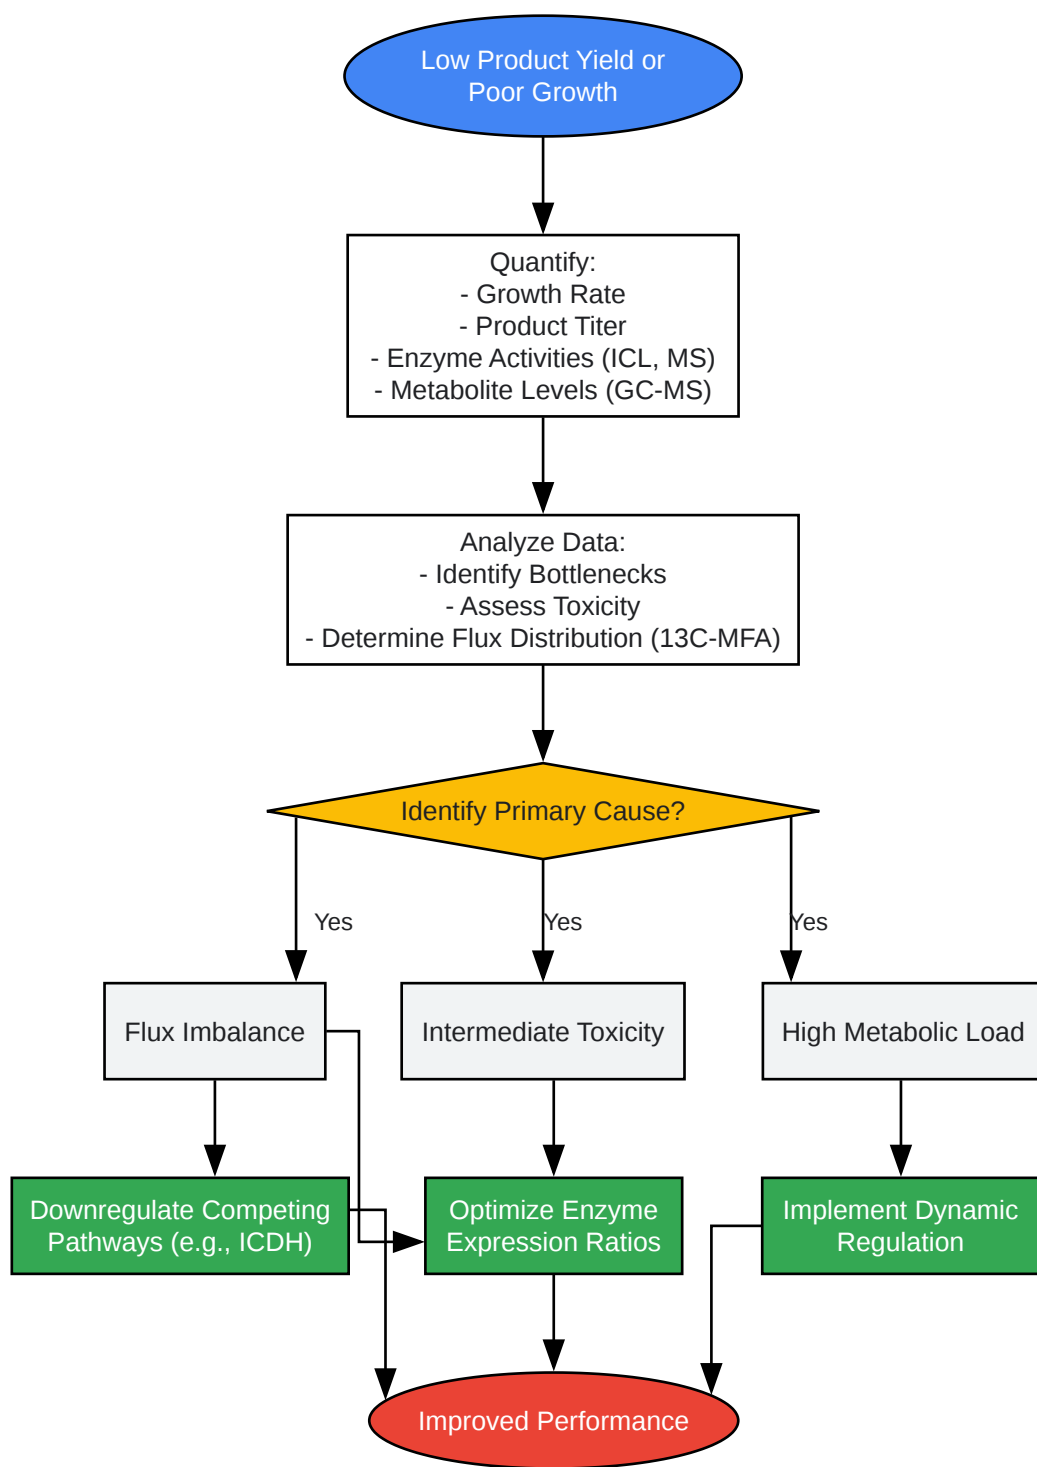 Low Product Yield or
Poor Growth
Quantify:
- Growth Rate
- Product Titer
- Enzyme Activities (ICL, MS)
- Metabolite Levels (GC-MS)
Analyze Data:
- Identify Bottlenecks
- Assess Toxicity
- Determine Flux Distribution (13C-MFA)
Identify Primary Cause?
Yes
Yes
Yes
Flux Imbalance
Intermediate Toxicity
High Metabolic Load
Downregulate Competing
Pathways (e.g., ICDH)
Optimize Enzyme
Expression Ratios
Implement Dynamic
Regulation
Improved Performance